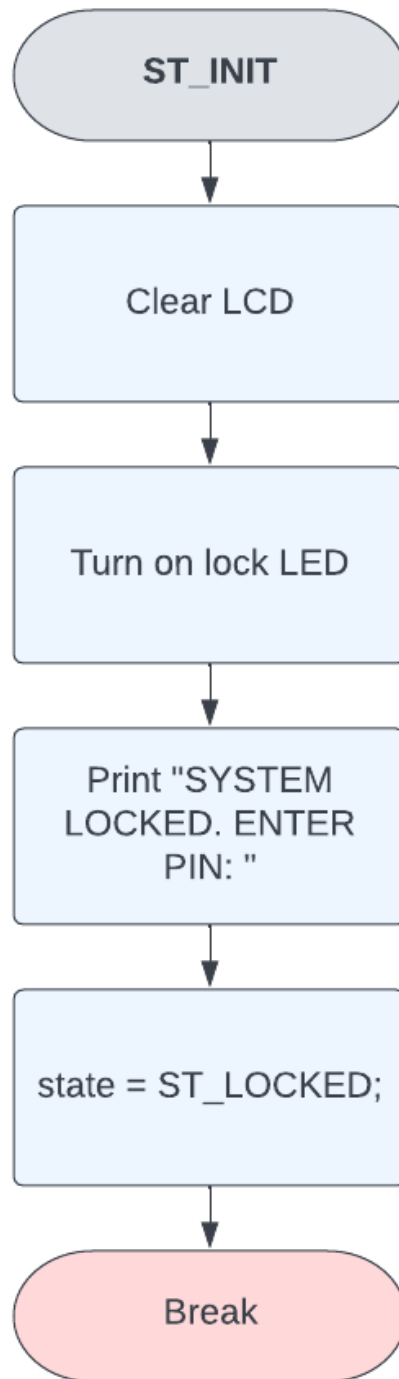 ST_INIT
Clear LCD
Turn on lock LED
Print "SYSTEM
LOCKED. ENTER
PIN: "
state = ST_LOCKED;
Break